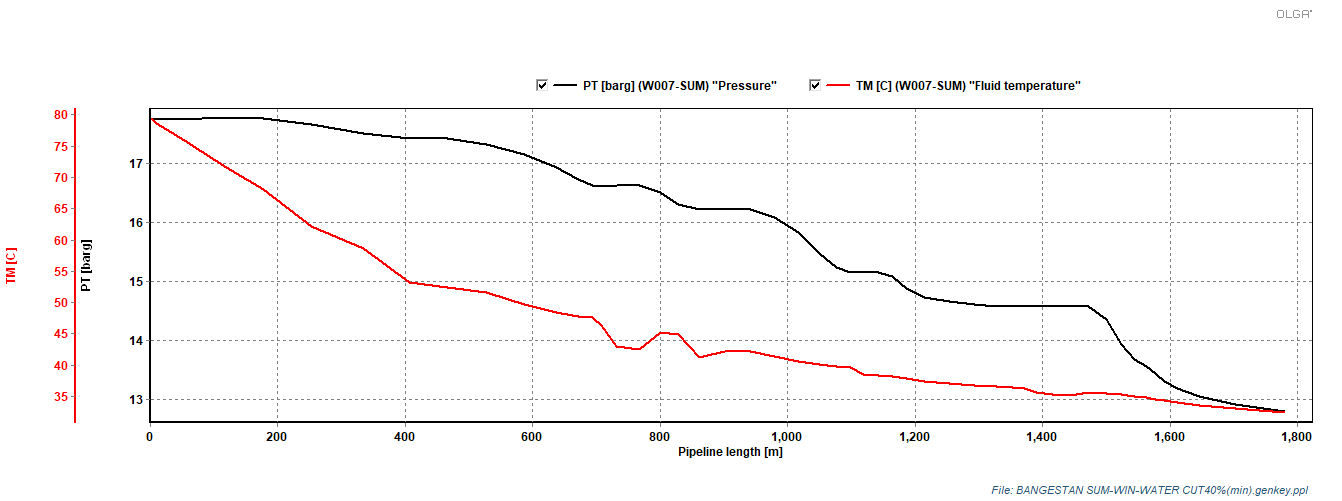 OLGA
PT [barg] (W007-SUM) "Pressure"
TM [C] (W007-SUM) "Fluid temperature"
TM [C]
80
75
70
65
60
55
50
45
40
35
PT [barg]
17
16
15
14
13
0 200 400 600 800 1,000 1,200 1,400 1,600 1,800
Pipeline length [m]
File: BANGESTAN SUM-WIN-WATER CUT40%(min).genkey.ppl